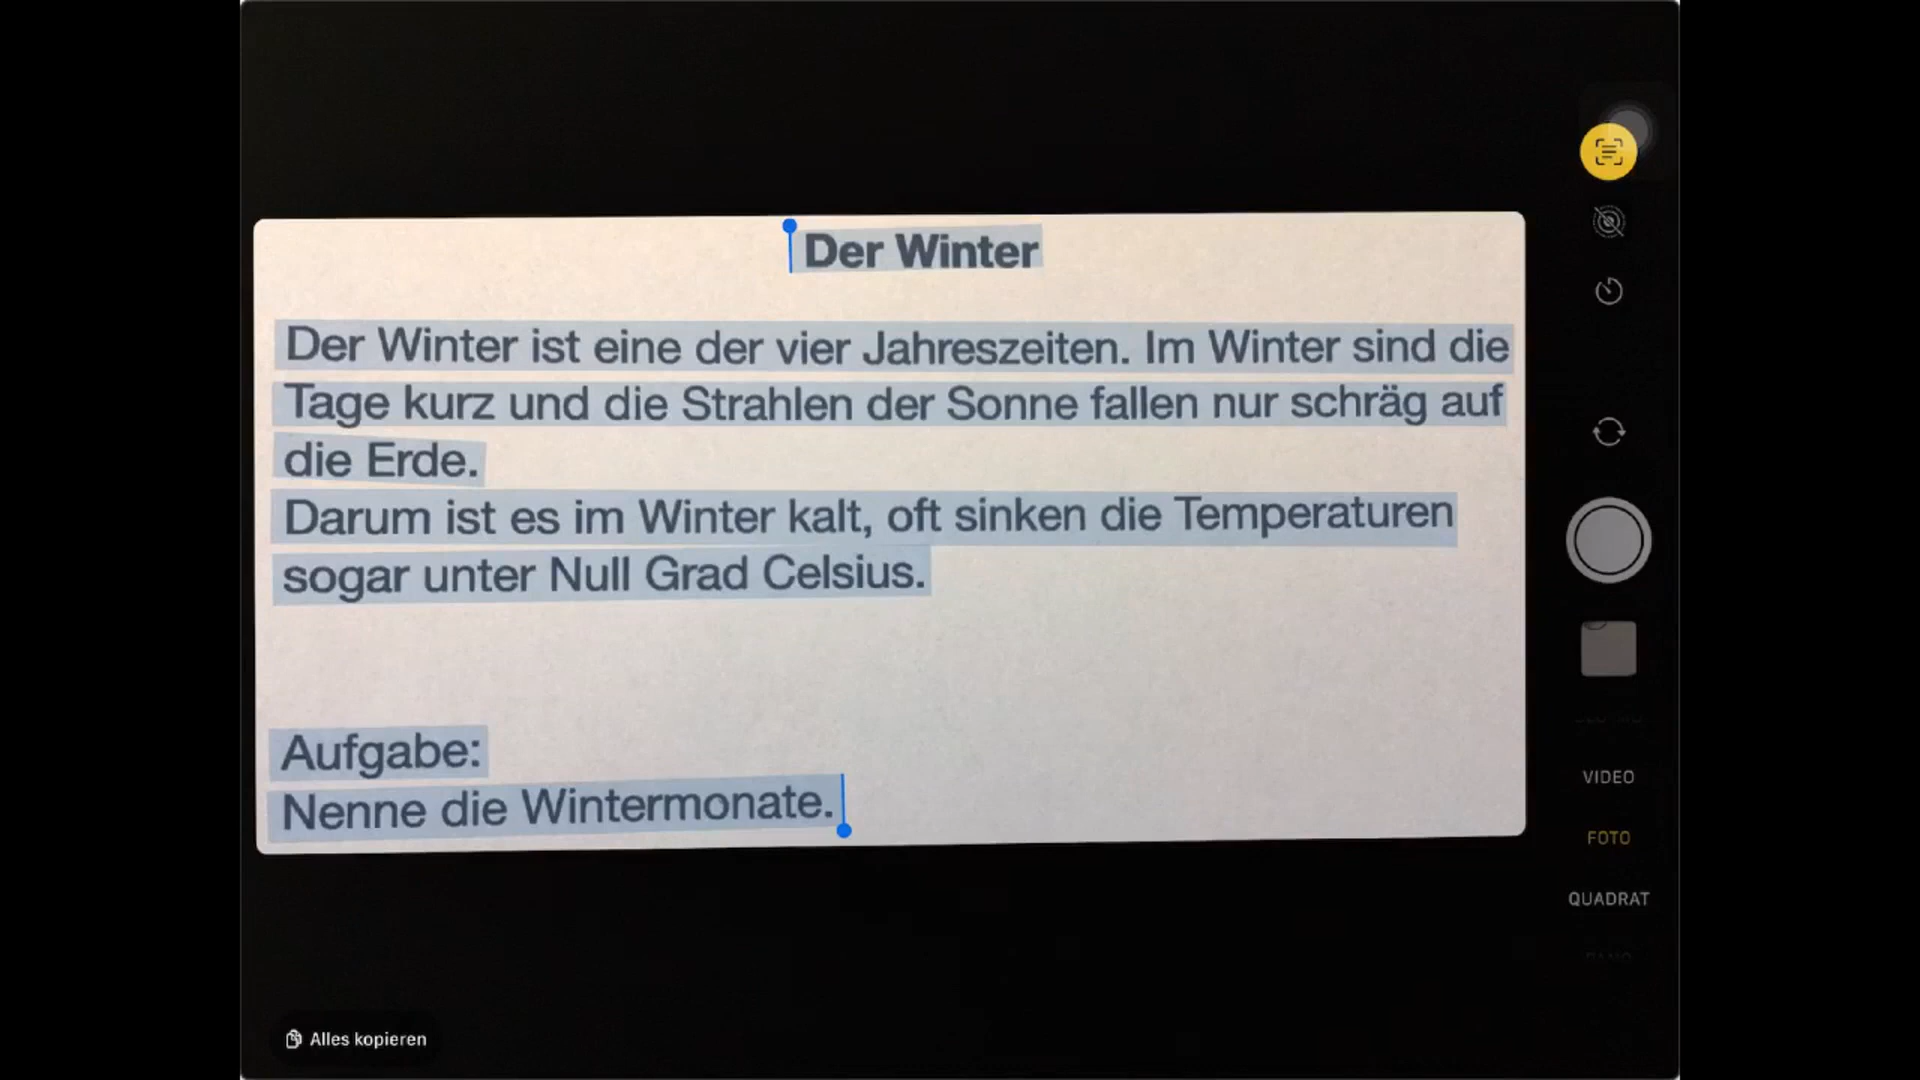 Der Winter
Der Winter ist eine der vier Jahreszeiten. Im Winter sind die
Tage kurz und die Strahlen der Sonne fallen nur schräg auf
die Erde.
Darum ist es im Winter kalt, oft sinken die Temperaturen
sogar unter Null Grad Celsius.
Aufgabe:
Nenne die Wintermonate.
VIDEO
FOTO
QUADRAT
Alles kopieren